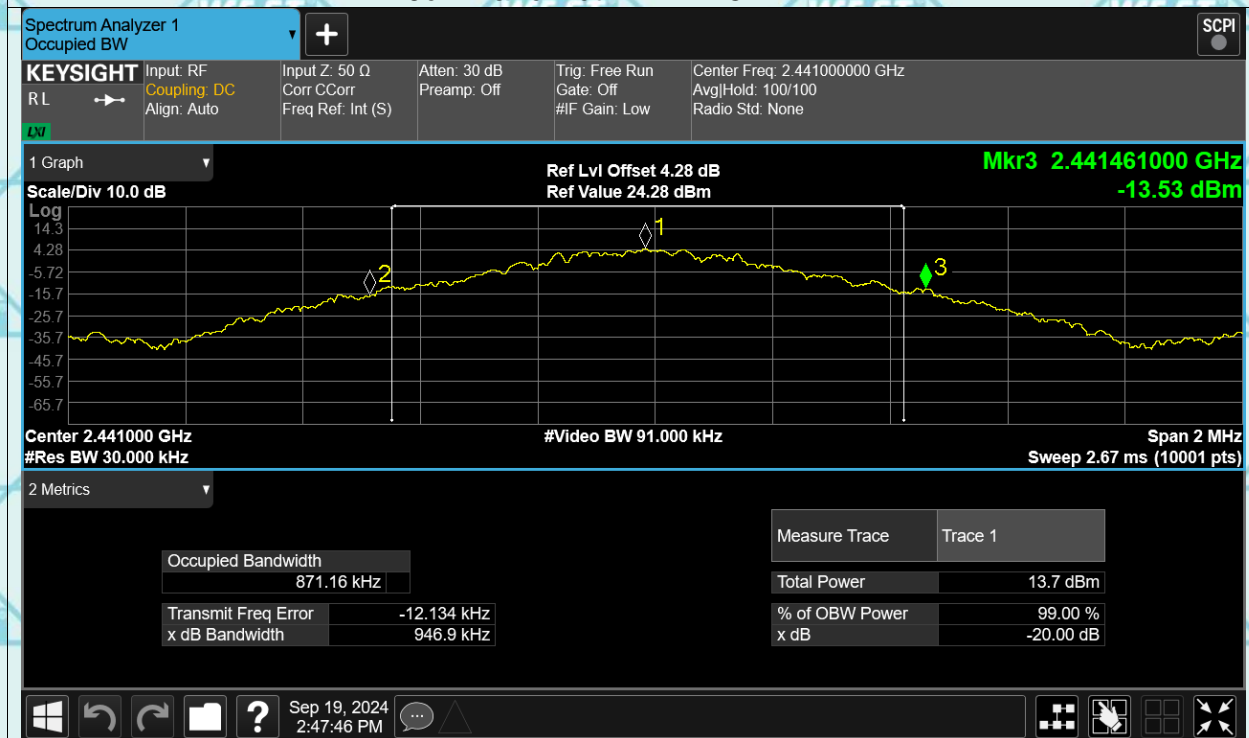 Spectrum Analyzer 1
Occupied BW
+
SCPI
KEYSIGHT
RL
LXI
Input: RF
Coupling: DC
Align: Auto
Input Z: 50 Ω
Corr CCorr
Freq Ref: Int (S)
Atten: 30 dB
Preamp: Off
Trig: Free Run
Gate: Off
#IF Gain: Low
Center Freq: 2.441000000 GHz
Avg|Hold: 100/100
Radio Std: None
1 Graph
Scale/Div 10.0 dB
Ref Lvl Offset 4.28 dB
Ref Value 24.28 dBm
Mkr3 2.441461000 GHz
-13.53 dBm
Log
14.3
4.28
-5.72
-15.7
-25.7
-35.7
-45.7
-55.7
-65.7
1
2
3
Center 2.441000 GHz
#Res BW 30.000 kHz
#Video BW 91.000 kHz
Span 2 MHz
Sweep 2.67 ms (10001 pts)
2 Metrics
Occupied Bandwidth
871.16 kHz
Transmit Freq Error -12.134 kHz
x dB Bandwidth 946.9 kHz
Measure Trace Trace 1
Total Power 13.7 dBm
% of OBW Power 99.00 %
x dB -20.00 dB
?
Sep 19, 2024
2:47:46 PM